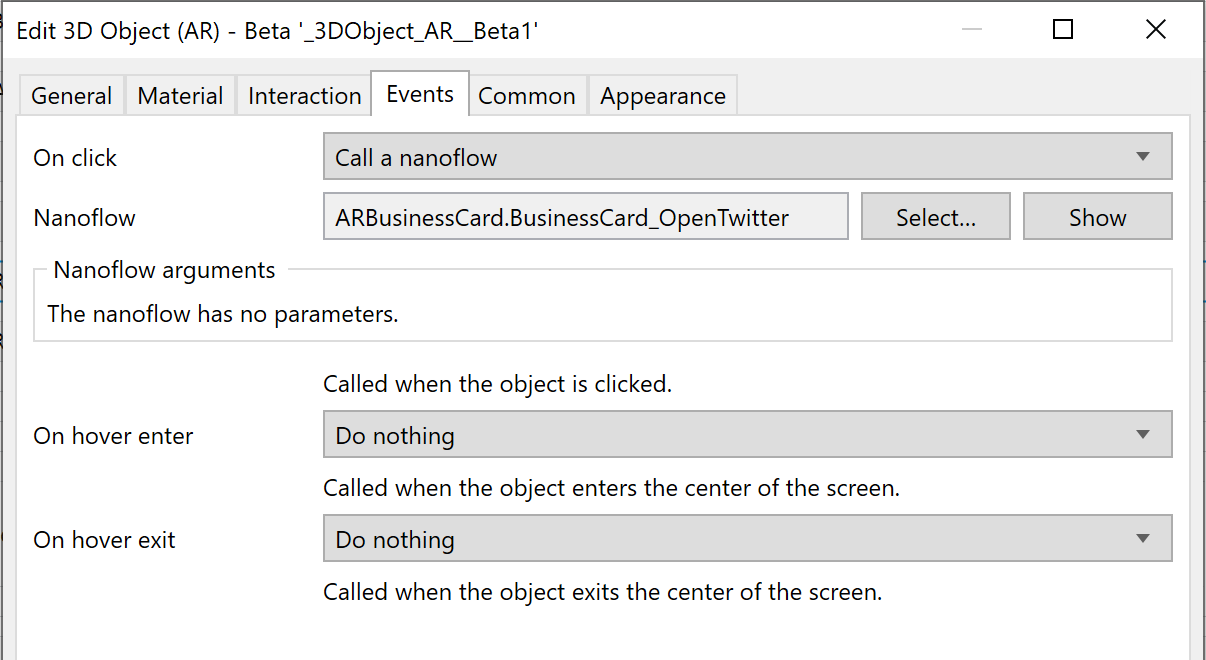 Edit 3D Object (AR) - Beta '_3DObject_AR__Beta1'
General Material Interaction Events Common Appearance
On click Call a nanoflow
Nanoflow ARBusinessCard.BusinessCard_OpenTwitter Select... Show
Nanoflow arguments
The nanoflow has no parameters.
Called when the object is clicked.
On hover enter Do nothing
Called when the object enters the center of the screen.
On hover exit Do nothing
Called when the object exits the center of the screen.